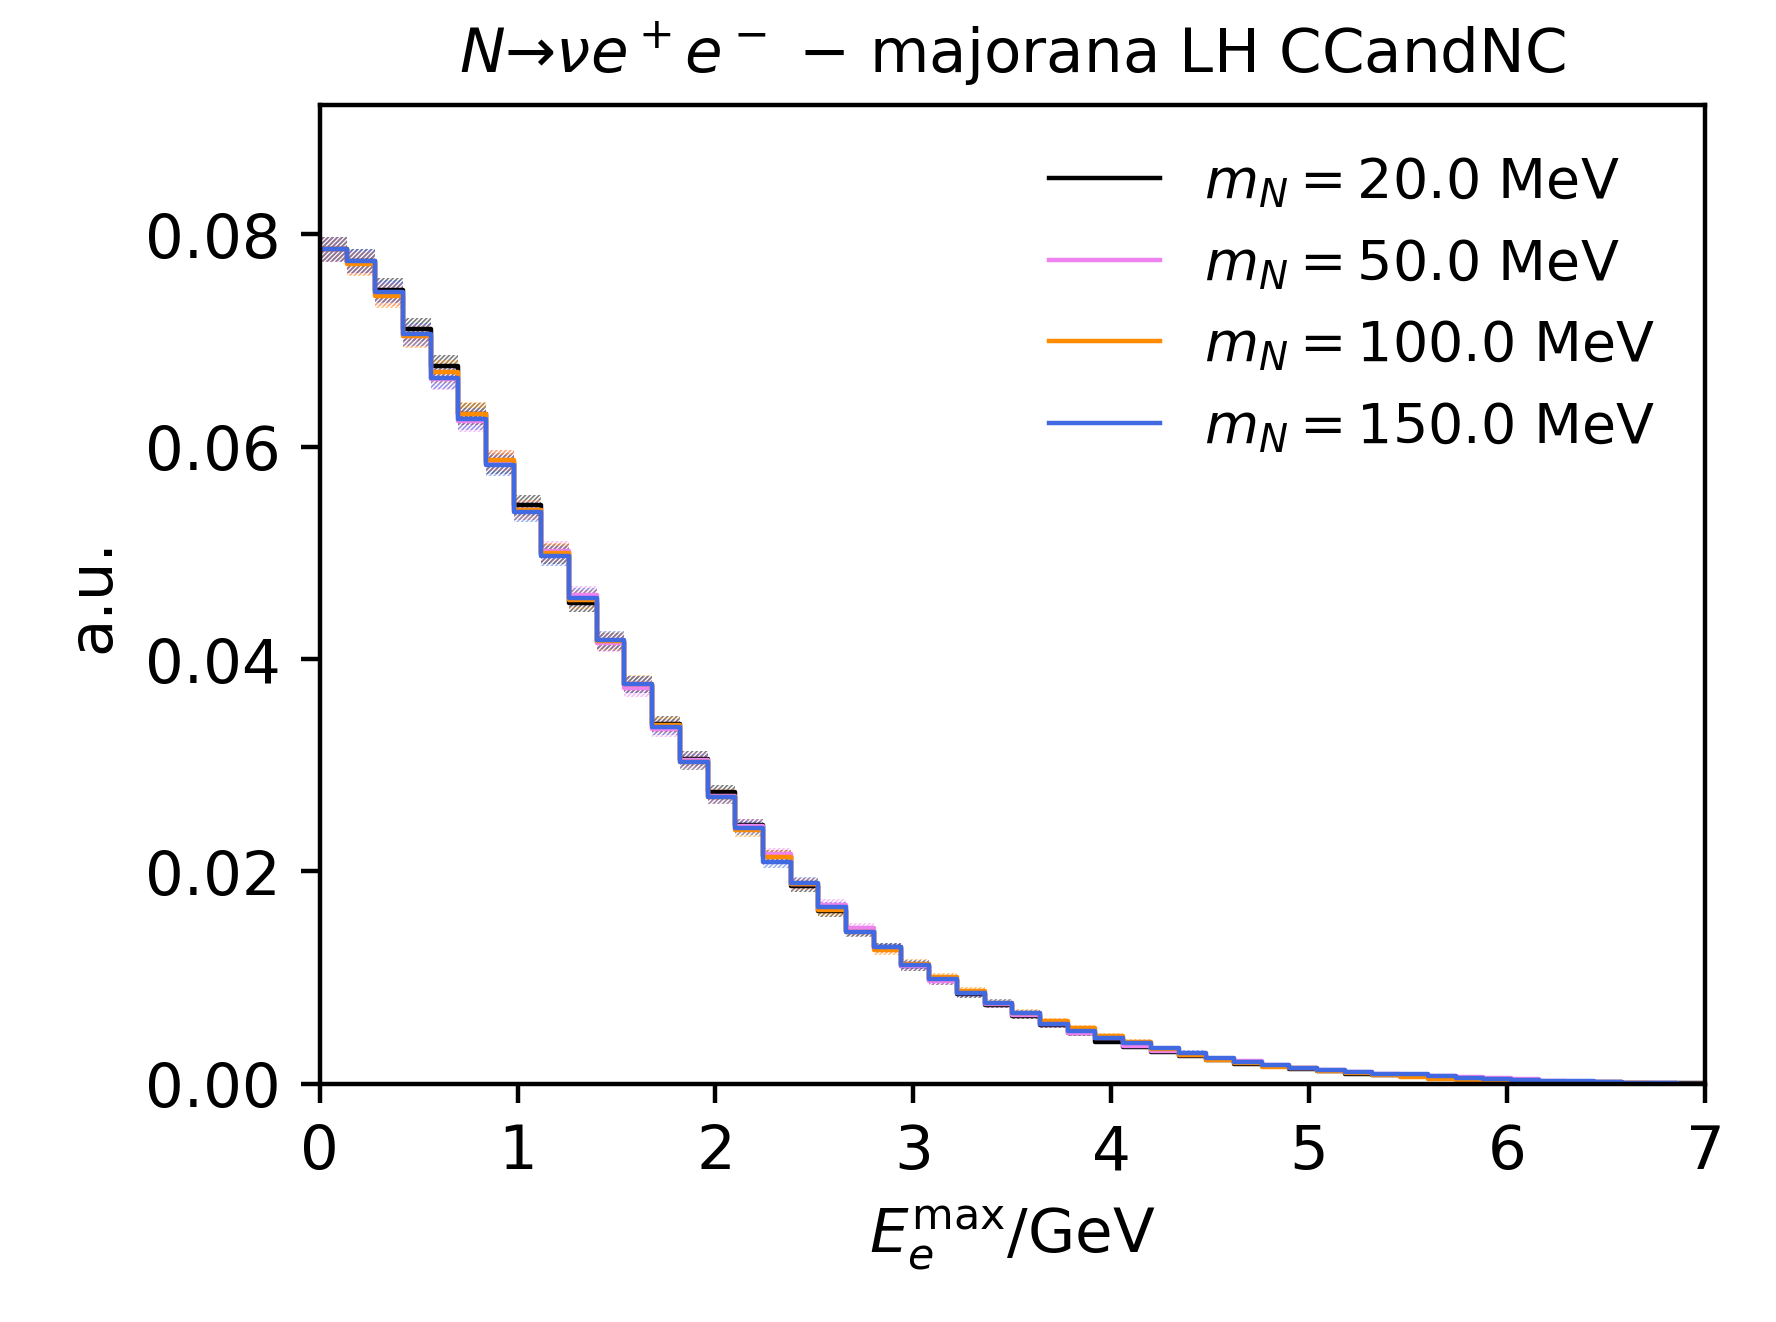 N→νe⁺e⁻ − majorana LH CCandNC
m_N = 20.0 MeV
m_N = 50.0 MeV
m_N = 100.0 MeV
m_N = 150.0 MeV
a.u.
0.08
0.06
0.04
0.02
0.00
0 1 2 3 4 5 6 7
E_e^max/GeV